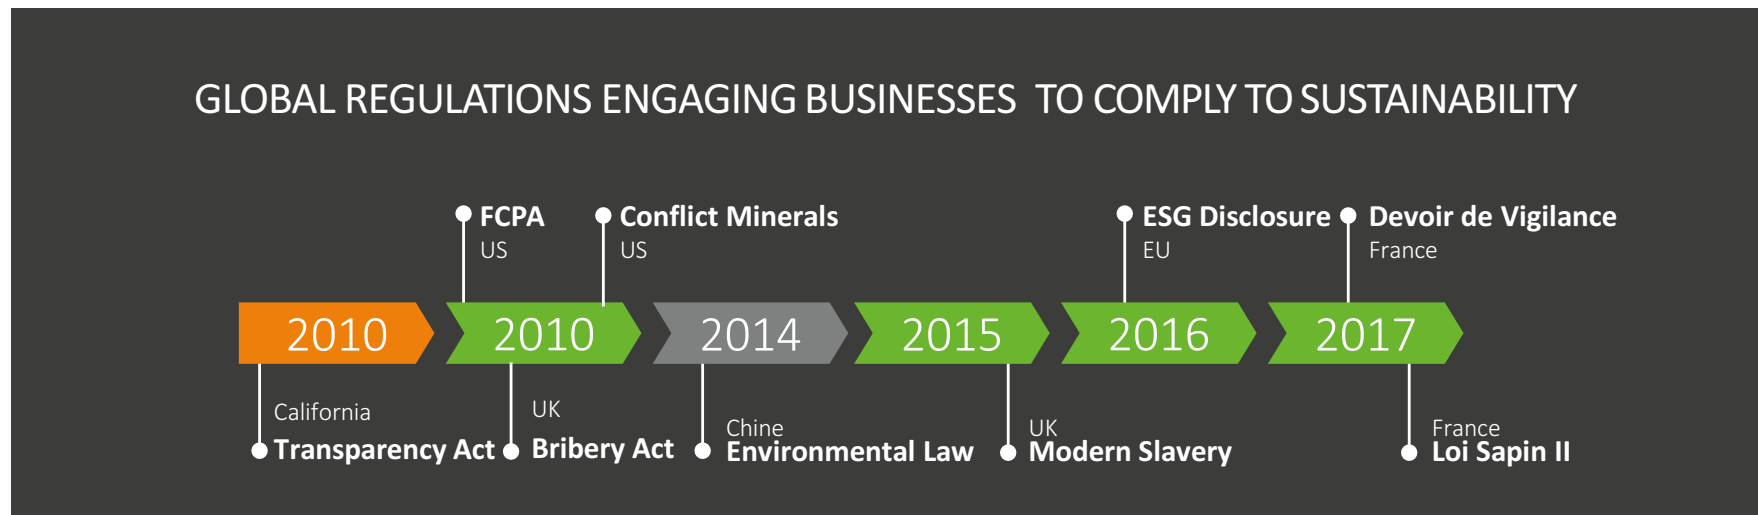 GLOBAL REGULATIONS ENGAGING BUSINESSES TO COMPLY TO SUSTAINABILITY
FCPA
US
Conflict Minerals
US
ESG Disclosure
EU
Devoir de Vigilance
France
2010
2010
2014
2015
2016
2017
California
Transparency Act
UK
Bribery Act
Chine
Environmental Law
UK
Modern Slavery
France
Loi Sapin II